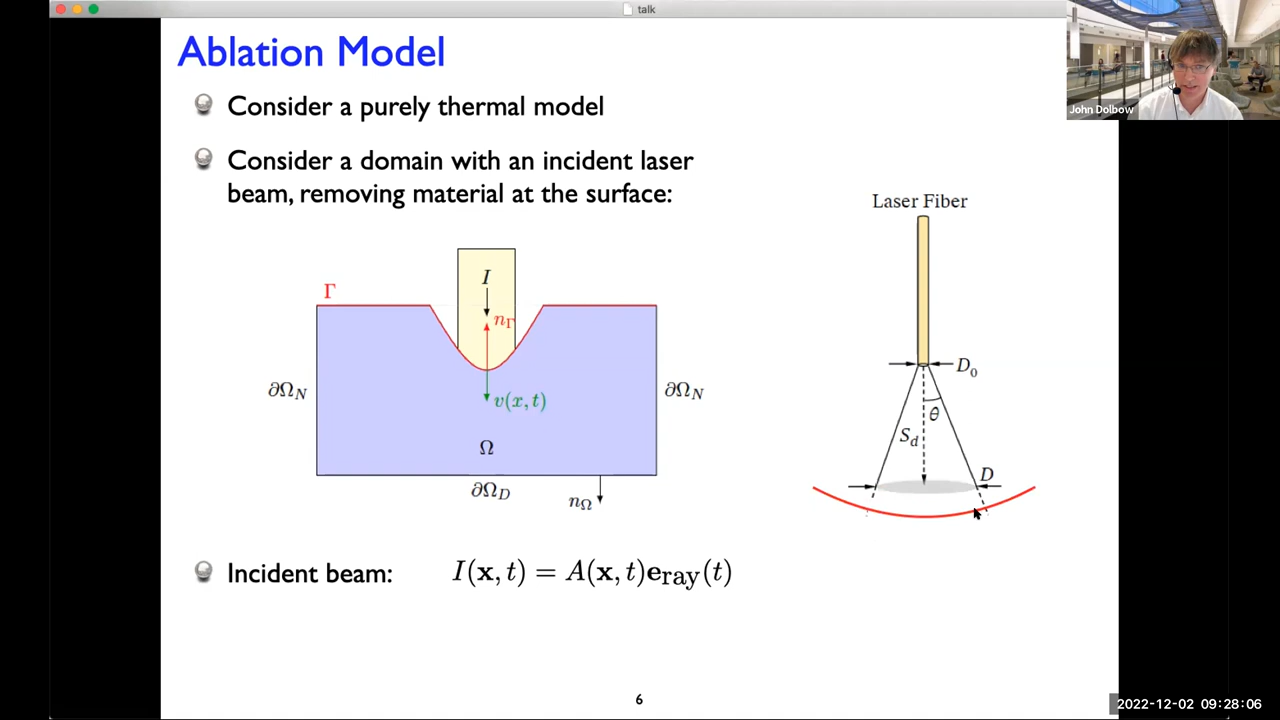 talk
Ablation Model
Consider a purely thermal model
Consider a domain with an incident laser
beam, removing material at the surface:
Γ
I
n_Γ
v(x, t)
∂Ω_N
∂Ω_N
Ω
∂Ω_D
n_Ω
Laser Fiber
D_0
θ
S_d
D
Incident beam: I(x, t) = A(x, t)e_ray(t)
6
John Dolbow
2022-12-02 09:28:06